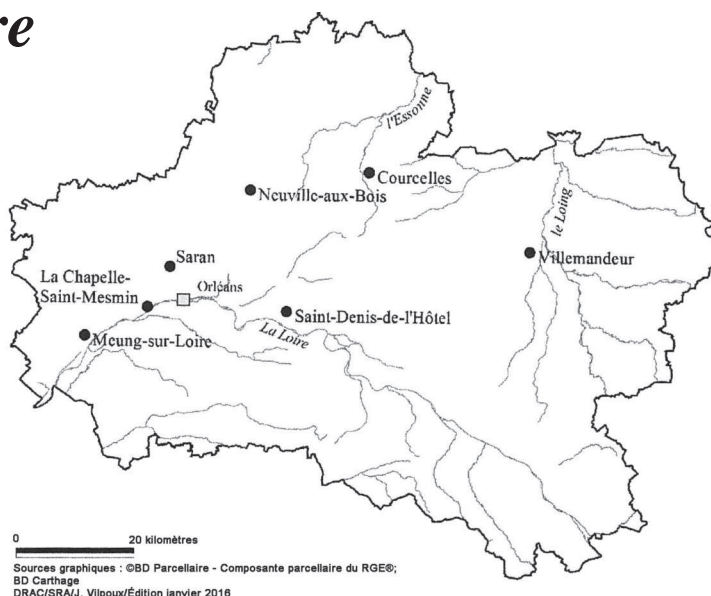 re
l'Essonne
Courcelles
Neuville-aux-Bois
le Loing
Saran
Villemandeur
La Chapelle-
Saint-Mesmin
Orléans
Saint-Denis-de-l'Hôtel
La Loire
Meung-sur-Loire
0 20 kilomètres
Sources graphiques : ©BD Parcellaire - Composante parcellaire du RGE®;
BD Carthage
DRAC/SRA/J. Vilpoux/Édition janvier 2016